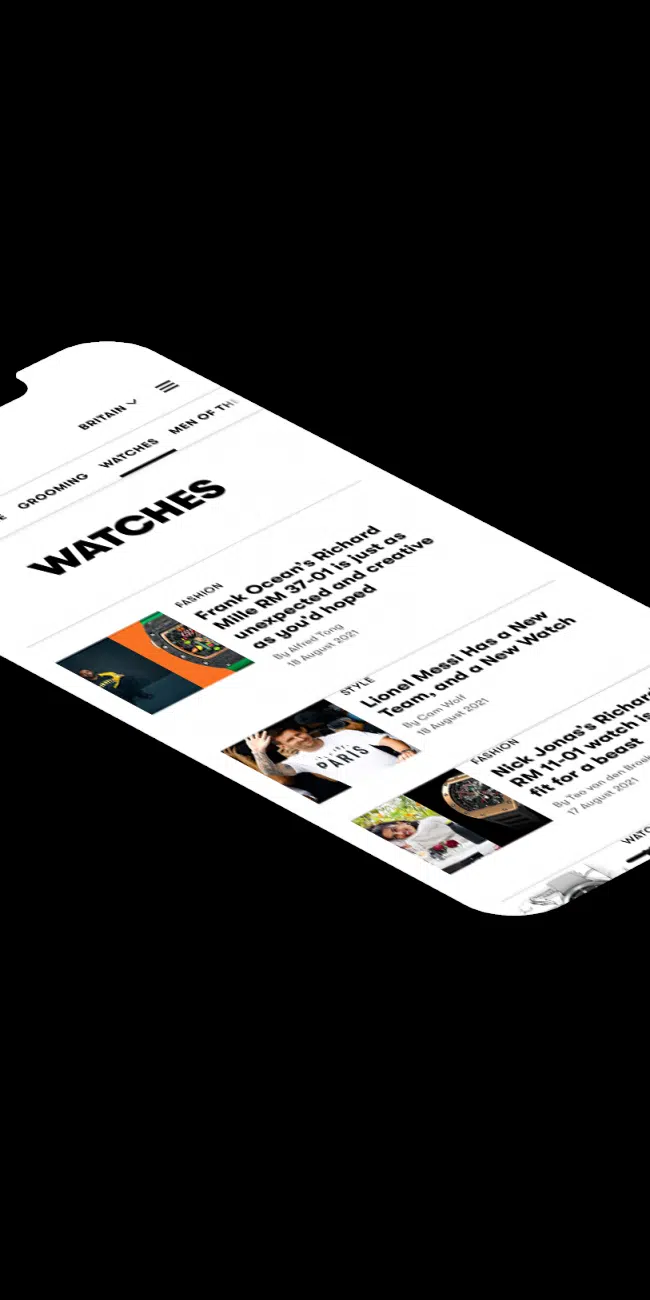 BRITAIN
GROOMING WATCHES MEN OF
WATCHES
FASHION
Frank Ocean's Richard
Mille RM 37-01 is just as
unexpected and creative
as you'd hoped
By Alfred Tong
18 August 2021
STYLE
Lionel Messi Has a New
Team, and a New Watch
By Cam Wolf
18 August 2021
PARIS
FASHION
Nick Jonas's Richard
RM 11-01 watch is
fit for a beast
By Teo van den
17 August 2021